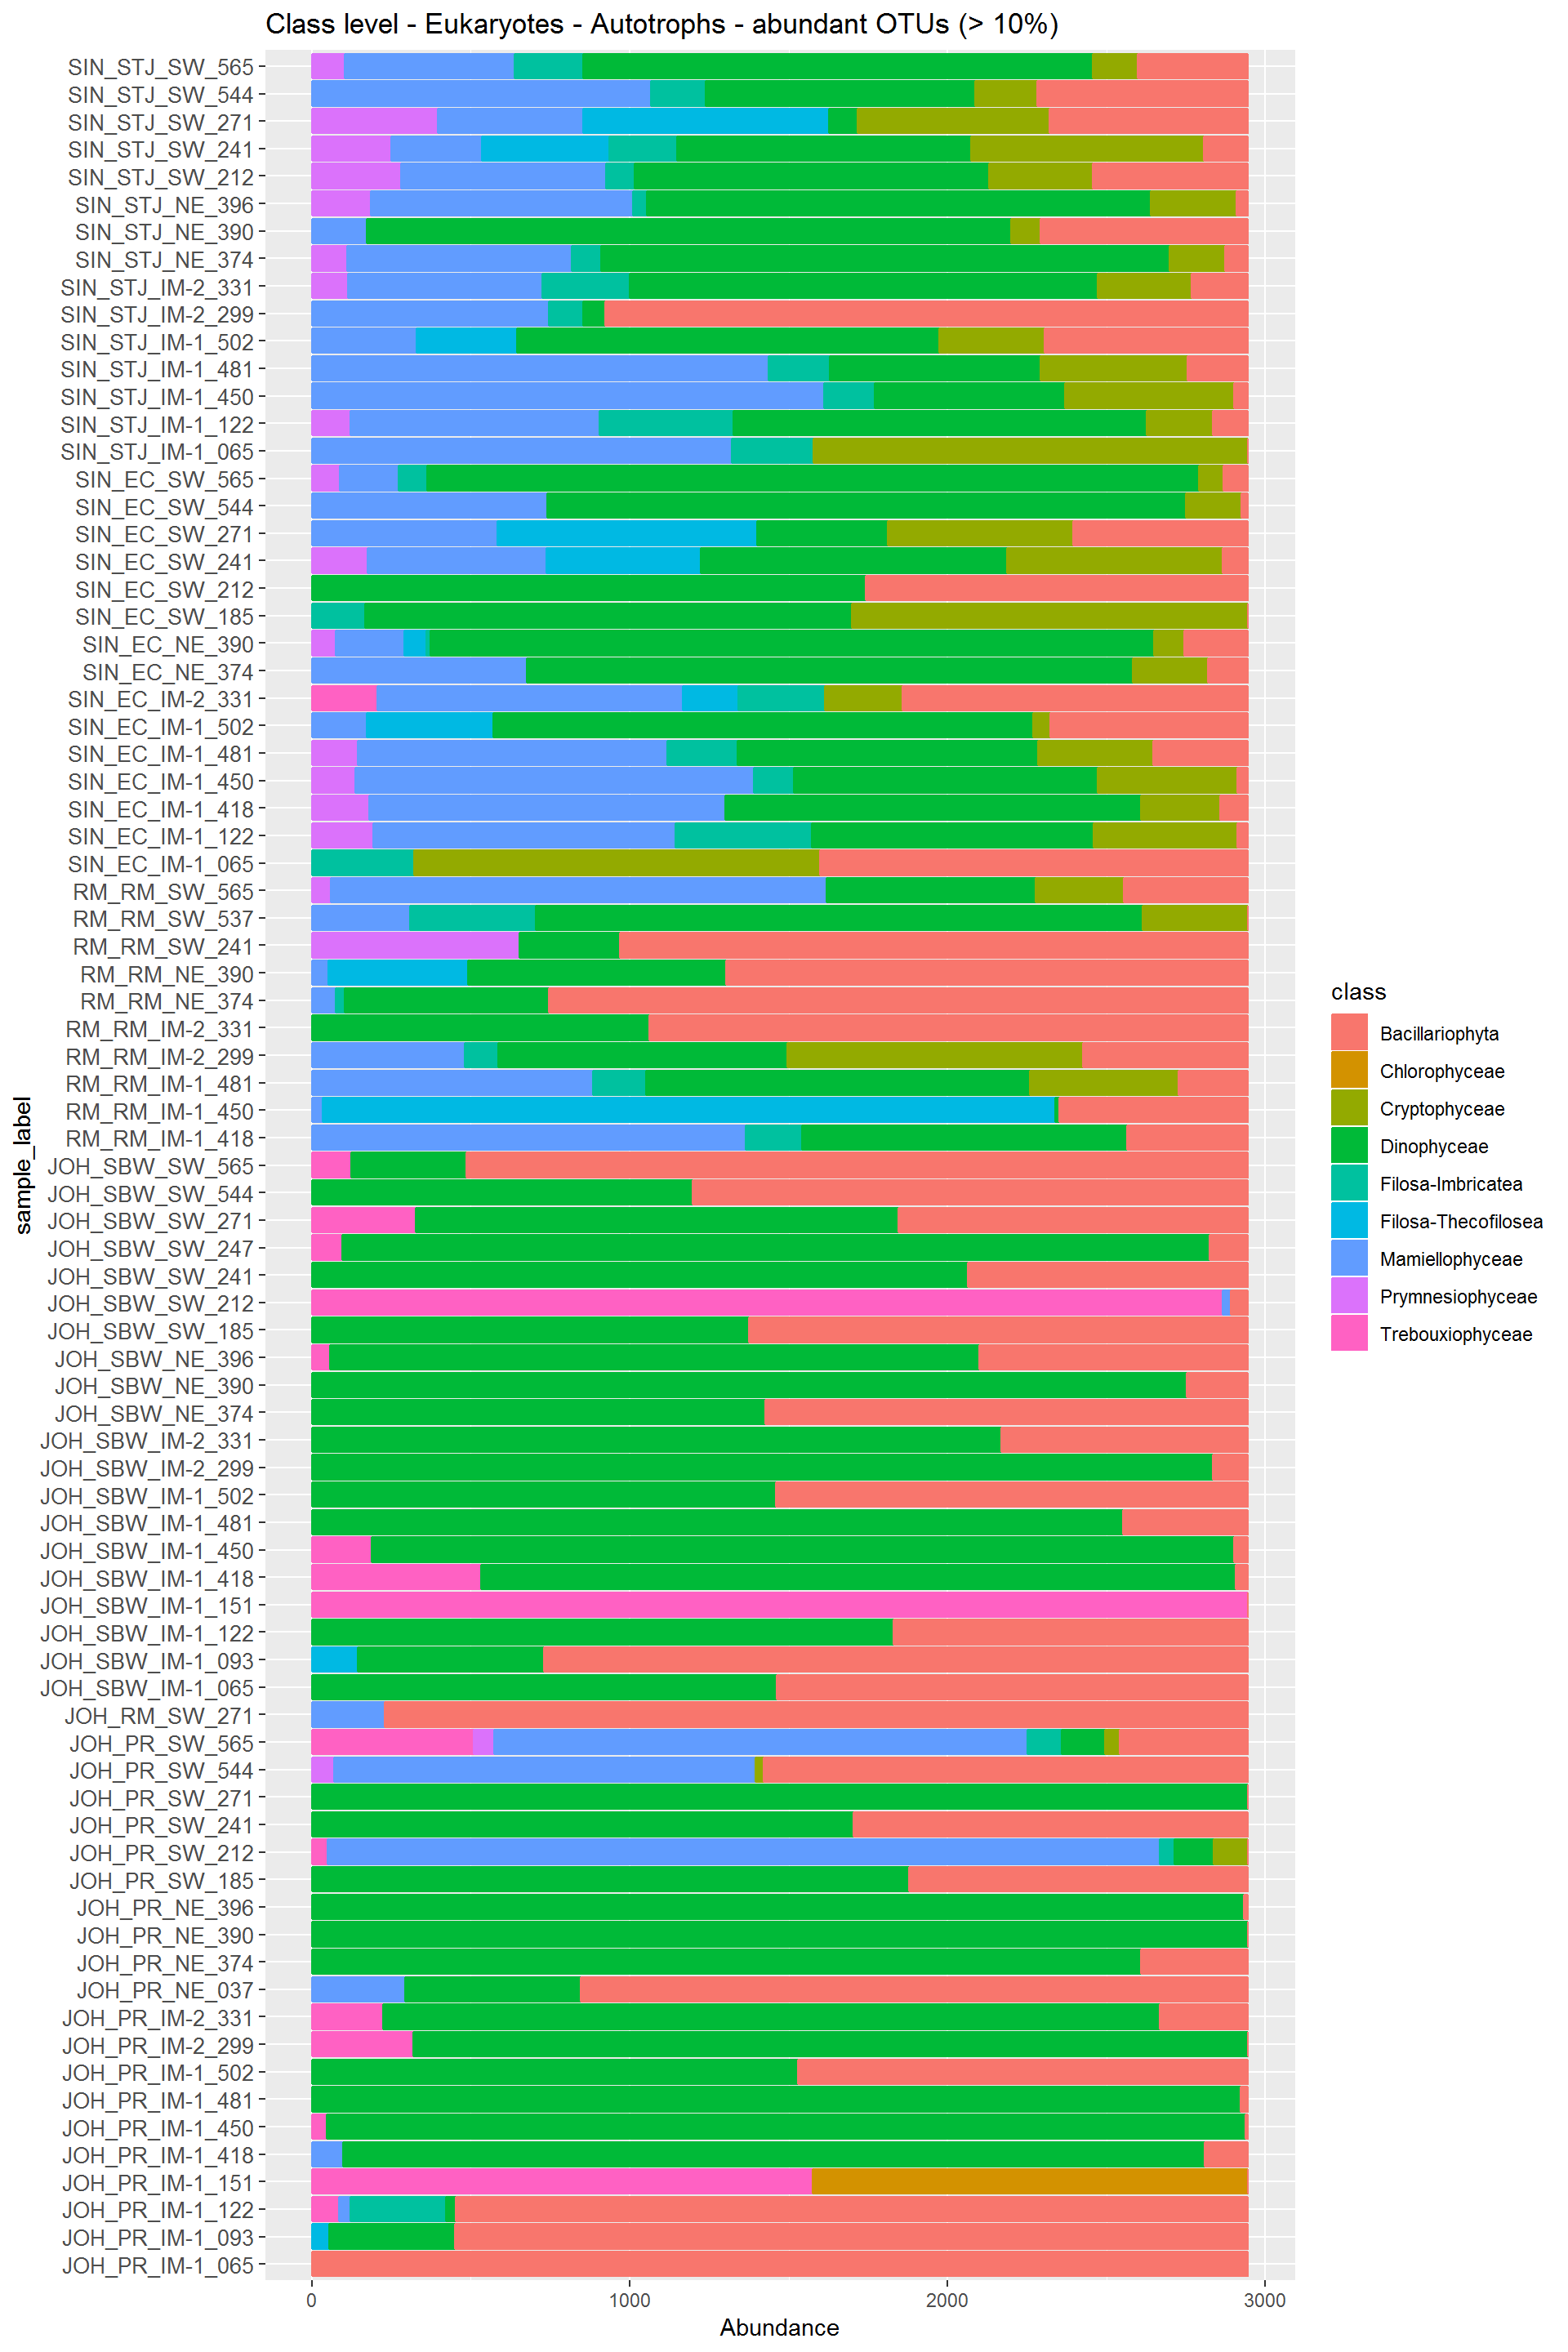 Class level - Eukaryotes - Autotrophs - abundant OTUs (> 10%)
SIN_STJ_SW_565
SIN_STJ_SW_544
SIN_STJ_SW_271
SIN_STJ_SW_241
SIN_STJ_SW_212
SIN_STJ_NE_396
SIN_STJ_NE_390
SIN_STJ_NE_374
SIN_STJ_IM-2_331
SIN_STJ_IM-2_299
SIN_STJ_IM-1_502
SIN_STJ_IM-1_481
SIN_STJ_IM-1_450
SIN_STJ_IM-1_122
SIN_STJ_IM-1_065
SIN_EC_SW_565
SIN_EC_SW_544
SIN_EC_SW_271
SIN_EC_SW_241
SIN_EC_SW_212
SIN_EC_SW_185
SIN_EC_NE_390
SIN_EC_NE_374
SIN_EC_IM-2_331
SIN_EC_IM-1_502
SIN_EC_IM-1_481
SIN_EC_IM-1_450
SIN_EC_IM-1_418
SIN_EC_IM-1_122
SIN_EC_IM-1_065
RM_RM_SW_565
RM_RM_SW_537
RM_RM_SW_241
RM_RM_NE_390
RM_RM_NE_374
RM_RM_IM-2_331
RM_RM_IM-2_299
RM_RM_IM-1_481
RM_RM_IM-1_450
RM_RM_IM-1_418
JOH_SBW_SW_565
JOH_SBW_SW_544
JOH_SBW_SW_271
JOH_SBW_SW_247
JOH_SBW_SW_241
JOH_SBW_SW_212
JOH_SBW_SW_185
JOH_SBW_NE_396
JOH_SBW_NE_390
JOH_SBW_NE_374
JOH_SBW_IM-2_331
JOH_SBW_IM-2_299
JOH_SBW_IM-1_502
JOH_SBW_IM-1_481
JOH_SBW_IM-1_450
JOH_SBW_IM-1_418
JOH_SBW_IM-1_151
JOH_SBW_IM-1_122
JOH_SBW_IM-1_093
JOH_SBW_IM-1_065
JOH_RM_SW_271
JOH_PR_SW_565
JOH_PR_SW_544
JOH_PR_SW_271
JOH_PR_SW_241
JOH_PR_SW_212
JOH_PR_SW_185
JOH_PR_NE_396
JOH_PR_NE_390
JOH_PR_NE_374
JOH_PR_NE_037
JOH_PR_IM-2_331
JOH_PR_IM-2_299
JOH_PR_IM-1_502
JOH_PR_IM-1_481
JOH_PR_IM-1_450
JOH_PR_IM-1_418
JOH_PR_IM-1_151
JOH_PR_IM-1_122
JOH_PR_IM-1_093
JOH_PR_IM-1_065
sample_label
0 1000 2000 3000
Abundance
class
Bacillariophyta
Chlorophyceae
Cryptophyceae
Dinophyceae
Filosa-Imbricatea
Filosa-Thecofilosea
Mamiellophyceae
Prymnesiophyceae
Trebouxiophyceae